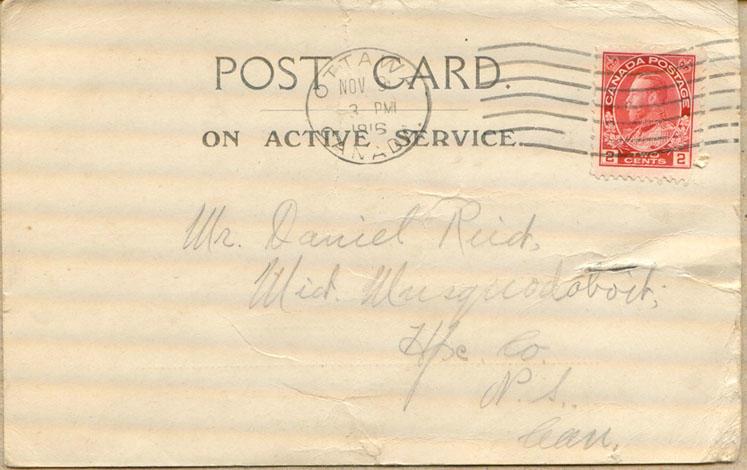 POST CARD.
ON ACTIVE SERVICE.
OTTAWA
NOV
3 PM
1916
CANADA
CANADA POSTAGE
2 TWO CENTS 2
Mr. Daniel Reid,
Mid. Musquodoboit,
Hfx. Co.
N.S.
Can.